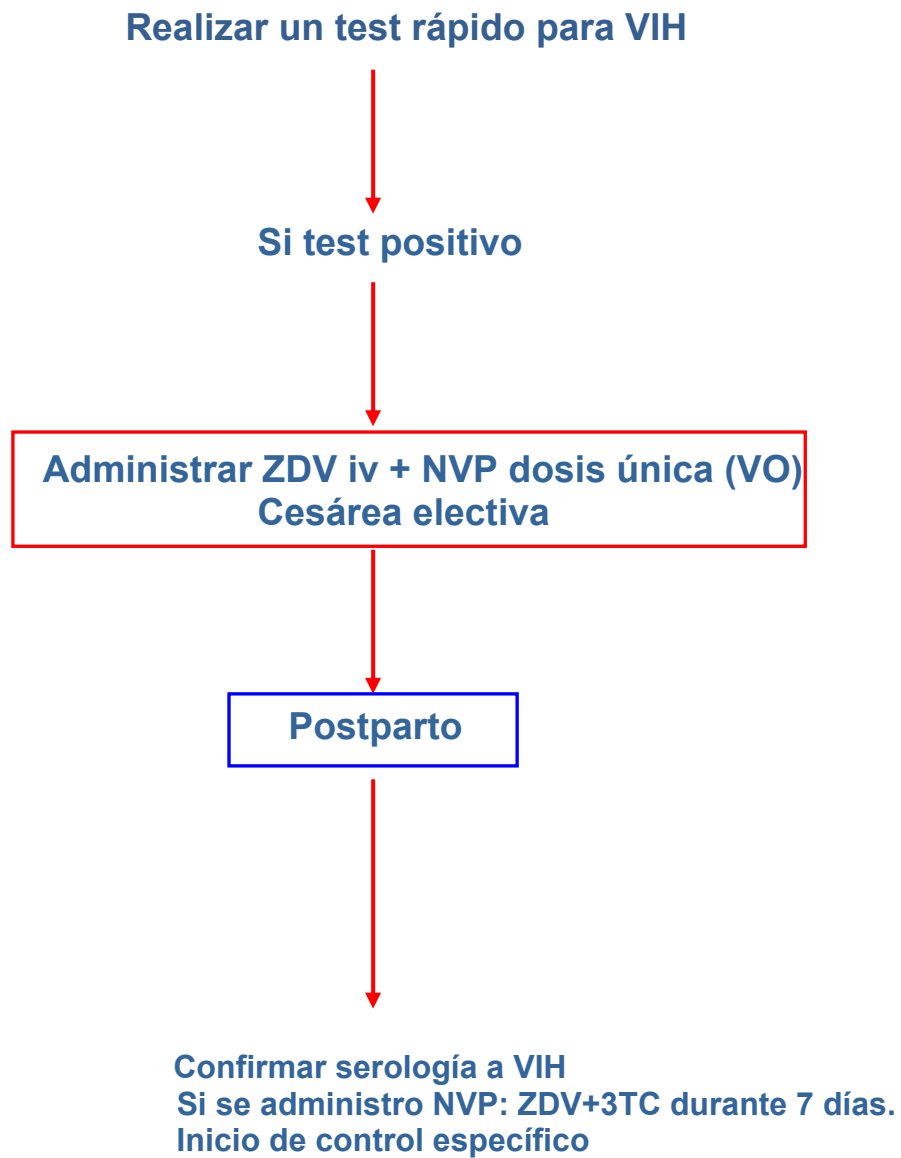 Realizar un test rápido para VIH
Si test positivo
Administrar ZDV iv + NVP dosis única (VO)
Cesárea electiva
Postparto
Confirmar serología a VIH
Si se administro NVP: ZDV+3TC durante 7 días.
Inicio de control específico